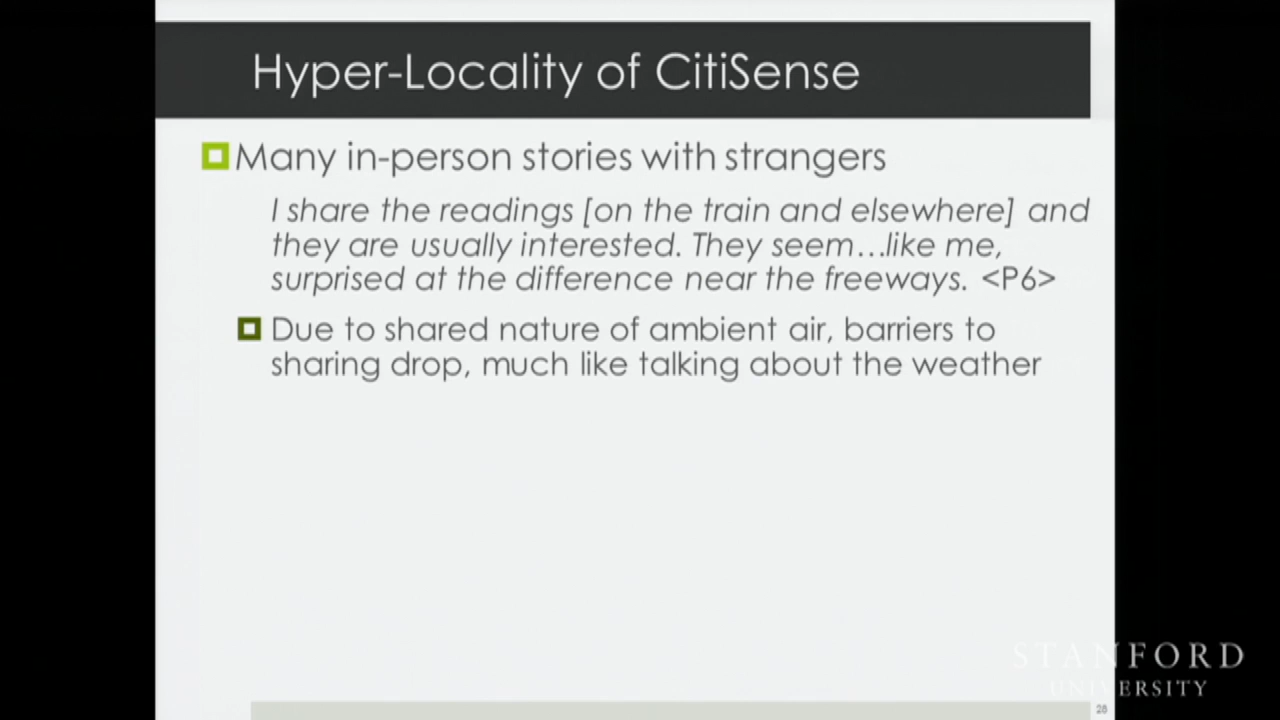 Hyper-Locality of CitiSense
Many in-person stories with strangers
I share the readings [on the train and elsewhere] and
they are usually interested. They seem...like me,
surprised at the difference near the freeways. <P6>
Due to shared nature of ambient air, barriers to
sharing drop, much like talking about the weather
STANFORD
UNIVERSITY
28